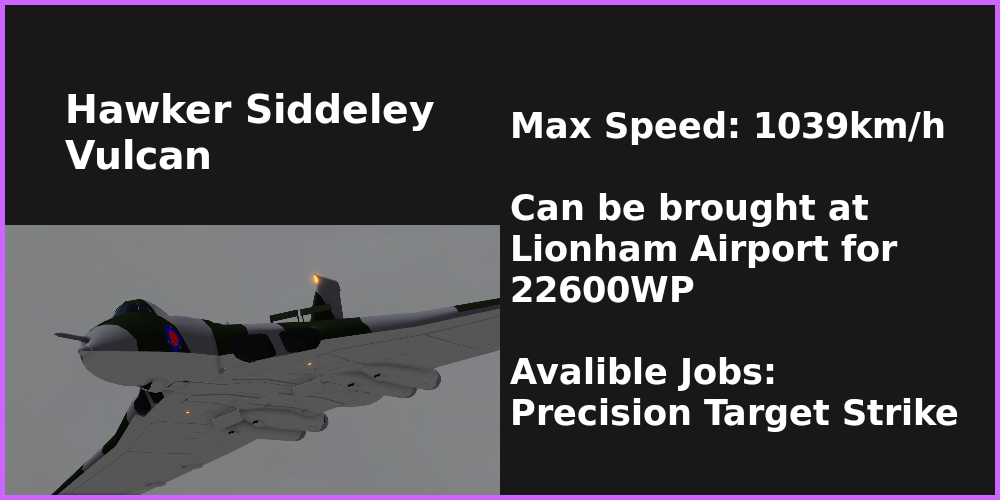 Hawker Siddeley
Vulcan
Max Speed: 1039km/h
Can be brought at
Lionham Airport for
22600WP
Avalible Jobs:
Precision Target Strike